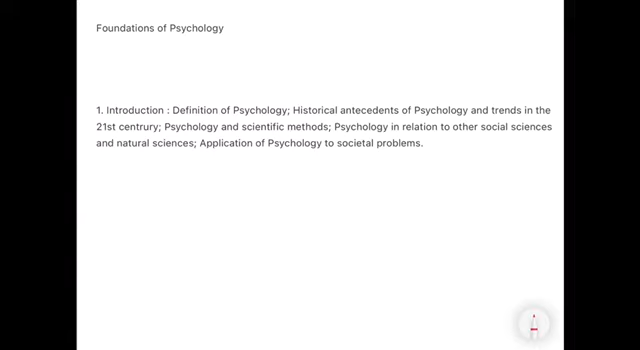 Foundations of Psychology
1. Introduction : Definition of Psychology; Historical antecedents of Psychology and trends in the
21st centrury; Psychology and scientific methods; Psychology in relation to other social sciences
and natural sciences; Application of Psychology to societal problems.